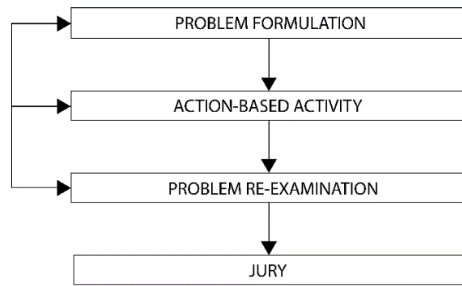 PROBLEM FORMULATION
ACTION-BASED ACTIVITY
PROBLEM RE-EXAMINATION
JURY